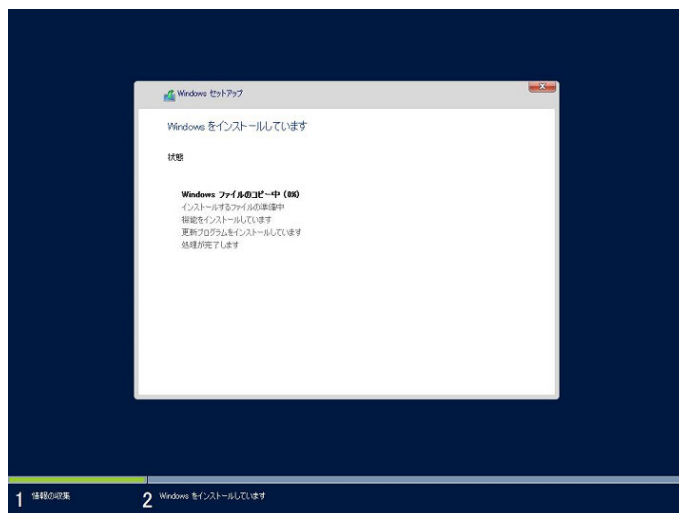 Windows セットアップ
Windows をインストールしています
状態
Windows ファイルのコピー中 (0%)
インストールするファイルの準備中
機能をインストールしています
更新プログラムをインストールしています
処理が完了します
1 情報の収集
2 Windows をインストールしています